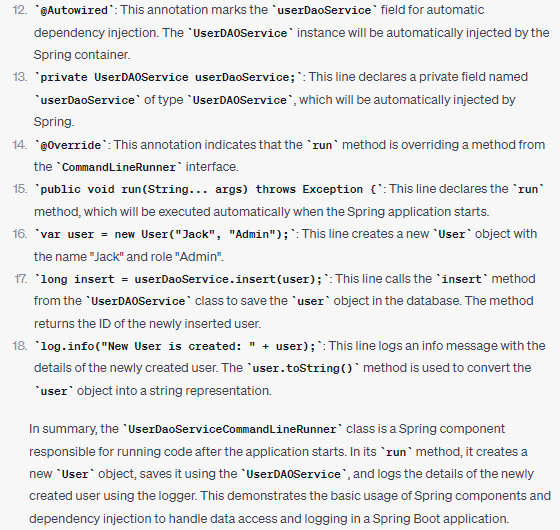 12. `@Autowired`: This annotation marks the `userDaoService` field for automatic
dependency injection. The `UserDAOService` instance will be automatically injected by the
Spring container.
13. `private UserDAOService userDaoService;`: This line declares a private field named
`userDaoService` of type `UserDAOService`, which will be automatically injected by
Spring.
14. `@Override`: This annotation indicates that the `run` method is overriding a method from
the `CommandLineRunner` interface.
15. `public void run(String... args) throws Exception {`: This line declares the `run`
method, which will be executed automatically when the Spring application starts.
16. `var user = new User("Jack", "Admin");`: This line creates a new `User` object with
the name "Jack" and role "Admin".
17. `long insert = userDaoService.insert(user);`: This line calls the `insert` method
from the `UserDAOService` class to save the `user` object in the database. The method
returns the ID of the newly inserted user.
18. `log.info("New User is created: " + user);`: This line logs an info message with the
details of the newly created user. The `user.toString()` method is used to convert the
`user` object into a string representation.
In summary, the `UserDaoServiceCommandLineRunner` class is a Spring component
responsible for running code after the application starts. In its `run` method, it creates a
new `User` object, saves it using the `UserDAOService`, and logs the details of the newly
created user using the logger. This demonstrates the basic usage of Spring components and
dependency injection to handle data access and logging in a Spring Boot application.